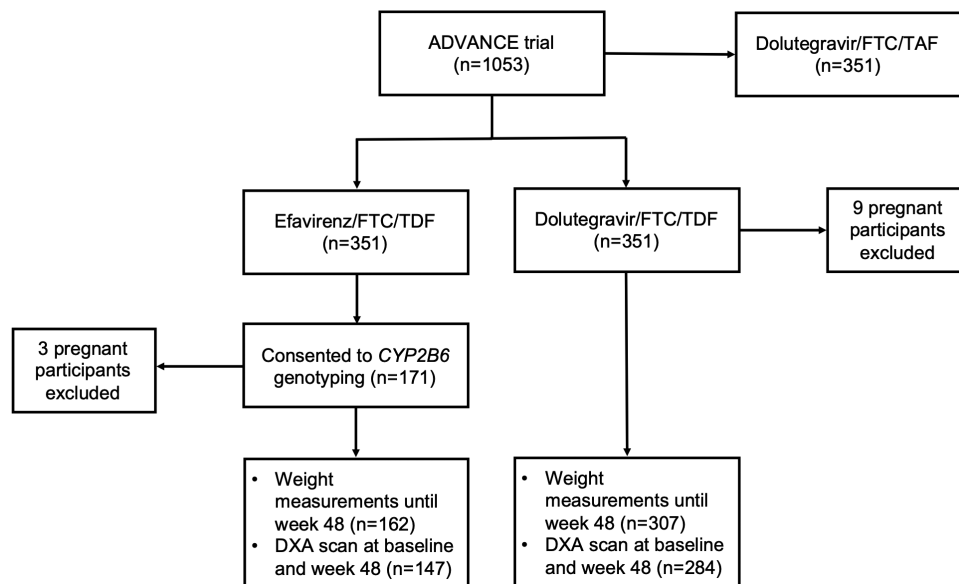 ADVANCE trial
(n=1053)
Dolutegravir/FTC/TAF
(n=351)
Efavirenz/FTC/TDF
(n=351)
Dolutegravir/FTC/TDF
(n=351)
9 pregnant
participants
excluded
3 pregnant
participants
excluded
Consented to CYP2B6
genotyping (n=171)
• Weight
measurements until
week 48 (n=162)
• DXA scan at baseline
and week 48 (n=147)
• Weight
measurements until
week 48 (n=307)
• DXA scan at baseline
and week 48 (n=284)